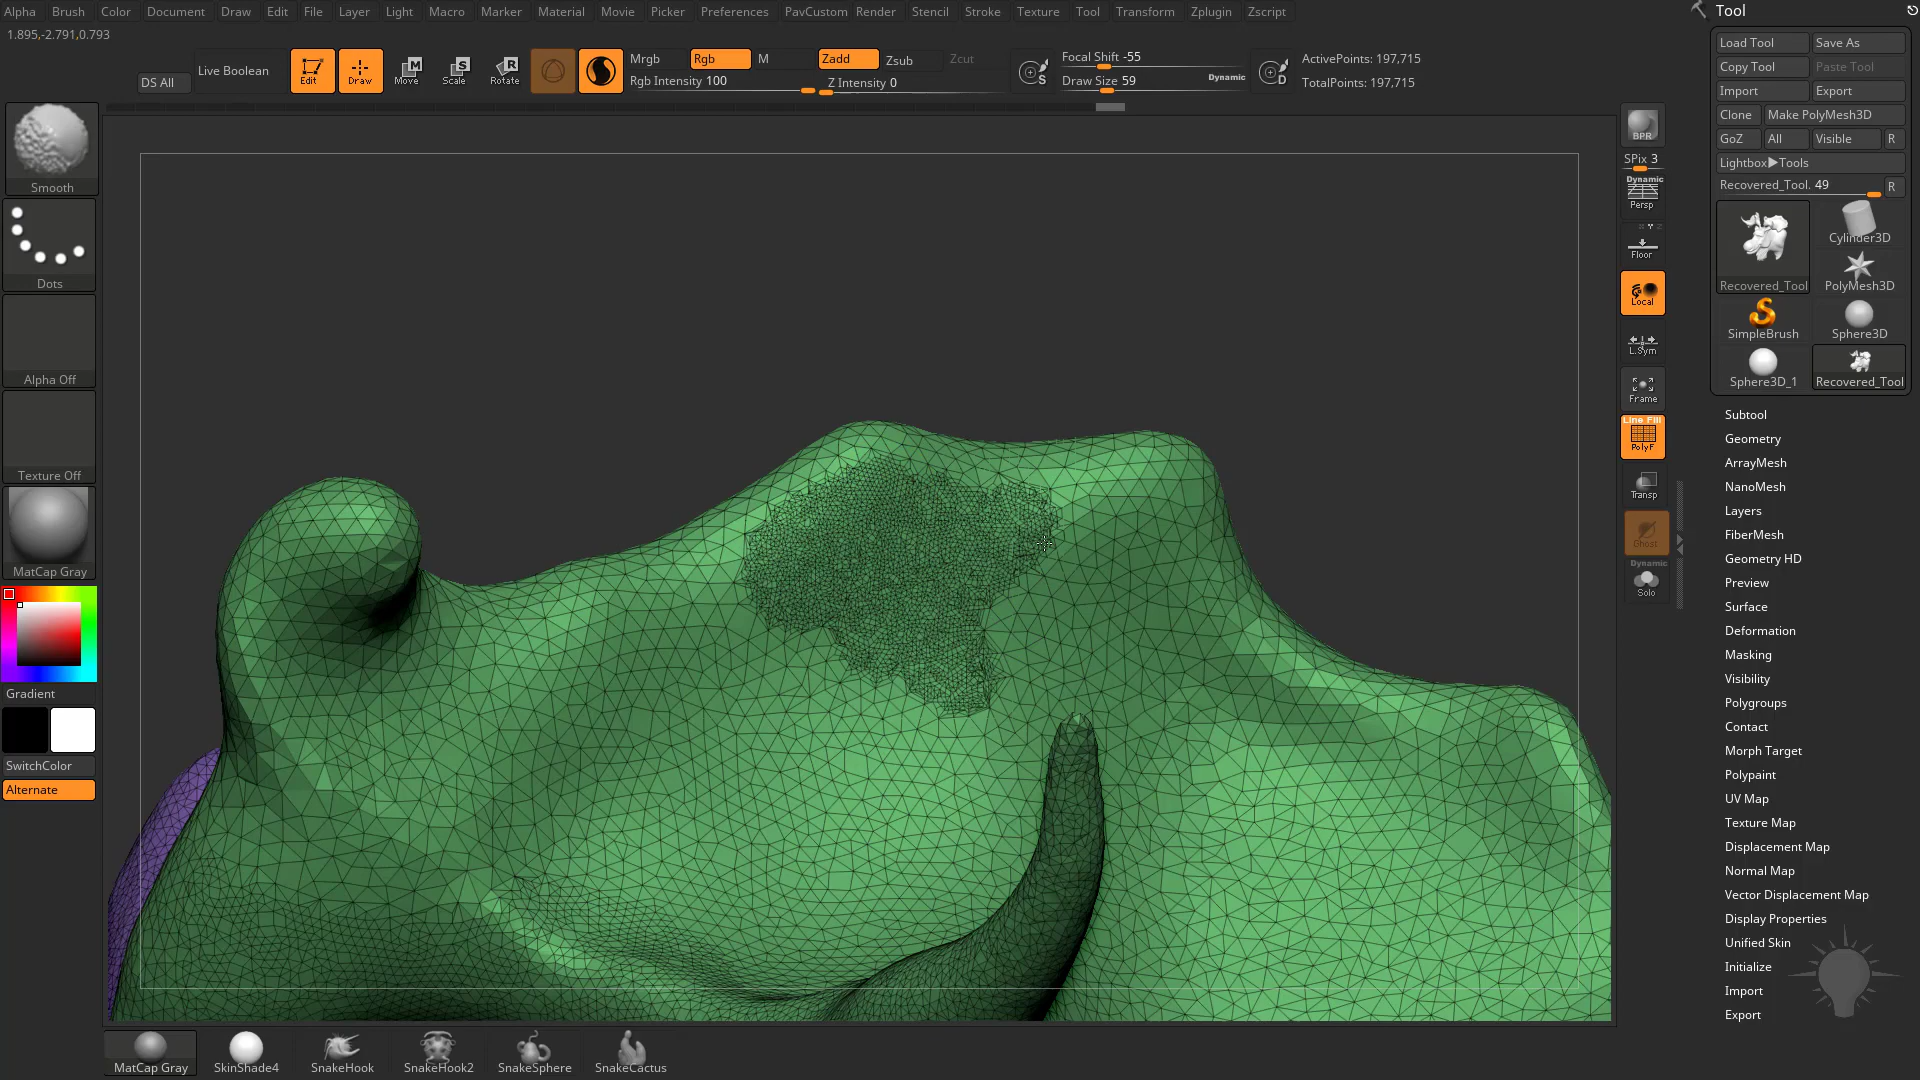 Alpha Brush Color Document Draw Edit File Layer Light Macro Marker Material Movie Picker Preferences PavCustom Render Stencil Stroke Texture Tool Transform Zplugin Zscript
Tool
1.895,-2.791,0.793
DS All
Live Boolean
Edit
Draw
Move
Scale
Rotate
Mrgb
Rgb
M
Rgb Intensity 100
Zadd
Zsub
Zcut
Z Intensity 0
S
Focal Shift -55
Draw Size 59
Dynamic
D
ActivePoints: 197,715
TotalPoints: 197,715
Smooth
Dots
Alpha Off
Texture Off
MatCap Gray
Gradient
SwitchColor
Alternate
BPR
SPix 3
Dynamic
Persp
Floor
Local
L.Sym
Frame
Line Fill
PolyF
Transp
Ghost
Dynamic
Solo
Load Tool
Save As
Copy Tool
Paste Tool
Import
Export
Clone
Make PolyMesh3D
GoZ
All
Visible
R
Lightbox▶Tools
Recovered_Tool. 49
R
Recovered_Tool
Cylinder3D
PolyMesh3D
SimpleBrush
Sphere3D
Sphere3D_1
Recovered_Tool
Subtool
Geometry
ArrayMesh
NanoMesh
Layers
FiberMesh
Geometry HD
Preview
Surface
Deformation
Masking
Visibility
Polygroups
Contact
Morph Target
Polypaint
UV Map
Texture Map
Displacement Map
Normal Map
Vector Displacement Map
Display Properties
Unified Skin
Initialize
Import
Export
MatCap Gray
SkinShade4
SnakeHook
SnakeHook2
SnakeSphere
SnakeCactus